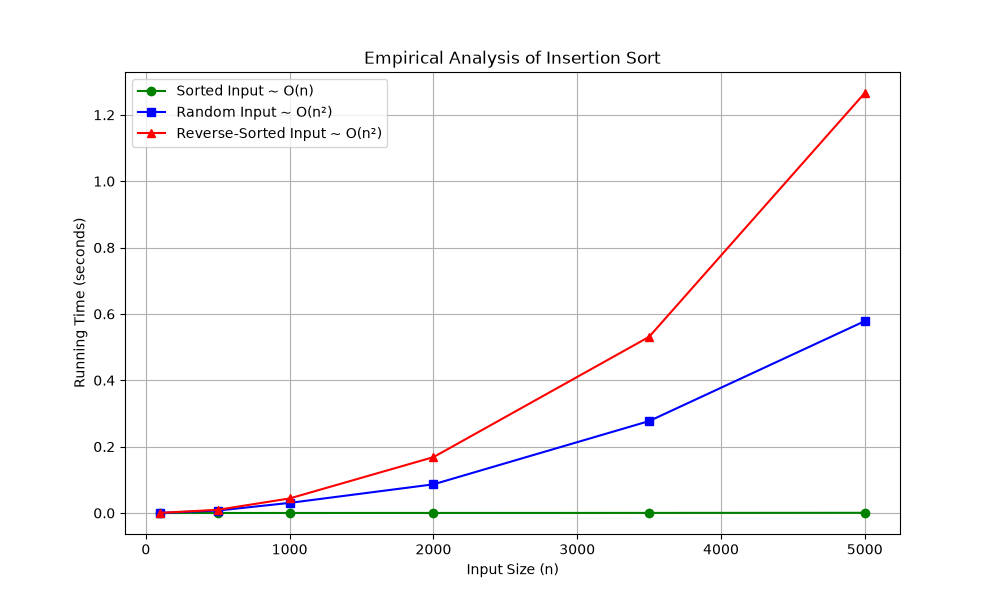 Empirical Analysis of Insertion Sort
Sorted Input ~ O(n)
Random Input ~ O(n²)
Reverse-Sorted Input ~ O(n²)
Running Time (seconds)
1.2
1.0
0.8
0.6
0.4
0.2
0.0
0 1000 2000 3000 4000 5000
Input Size (n)